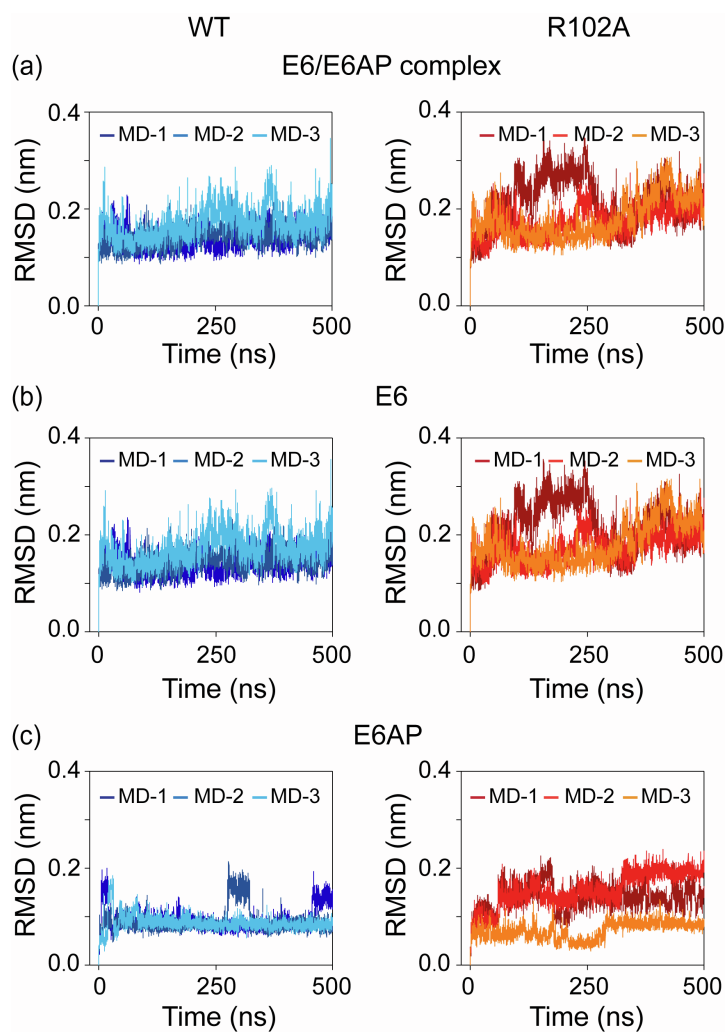 WT R102A
(a) E6/E6AP complex
0.4 0.4
MD-1 MD-2 MD-3 MD-1 MD-2 MD-3
RMSD (nm) RMSD (nm)
0.2 0.2
0.0 0.0
0 250 500 0 250 500
Time (ns) Time (ns)
(b) E6
0.4 0.4
MD-1 MD-2 MD-3 MD-1 MD-2 MD-3
RMSD (nm) RMSD (nm)
0.2 0.2
0.0 0.0
0 250 500 0 250 500
Time (ns) Time (ns)
(c) E6AP
0.4 0.4
MD-1 MD-2 MD-3 MD-1 MD-2 MD-3
RMSD (nm) RMSD (nm)
0.2 0.2
0.0 0.0
0 250 500 0 250 500
Time (ns) Time (ns)